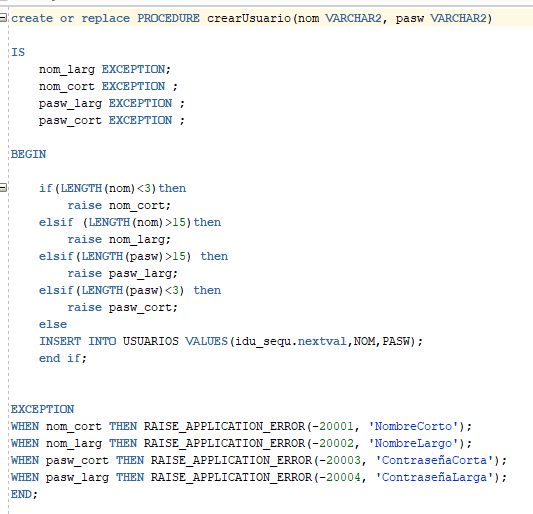 create or replace PROCEDURE crearUsuario(nom VARCHAR2, pasw VARCHAR2)
IS
nom_larg EXCEPTION;
nom_cort EXCEPTION ;
pasw_larg EXCEPTION ;
pasw_cort EXCEPTION ;
BEGIN
if(LENGTH(nom)<3)then
raise nom_cort;
elsif (LENGTH(nom)>15)then
raise nom_larg;
elsif(LENGTH(pasw)>15) then
raise pasw_larg;
elsif(LENGTH(pasw)<3) then
raise pasw_cort;
else
INSERT INTO USUARIOS VALUES(idu_sequ.nextval,NOM,PASW);
end if;
EXCEPTION
WHEN nom_cort THEN RAISE_APPLICATION_ERROR(-20001, 'NombreCorto');
WHEN nom_larg THEN RAISE_APPLICATION_ERROR(-20002, 'NombreLargo');
WHEN pasw_cort THEN RAISE_APPLICATION_ERROR(-20003, 'ContraseñaCorta');
WHEN pasw_larg THEN RAISE_APPLICATION_ERROR(-20004, 'ContraseñaLarga');
END;